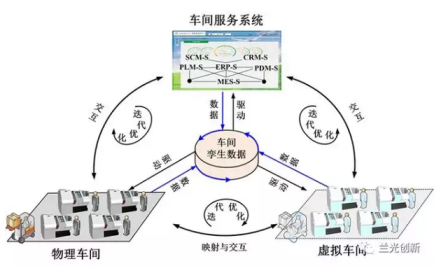 车间服务系统
SCM-S
CRM-S
PLM-S
ERP-S
PDM-S
MES-S
交互
迭代优化
数据
驱动
迭代优化
交互
车间
孪生数据
驱动
数据
数据
驱动
迭代优化
物理车间
映射与交互
虚拟车间
兰光创新